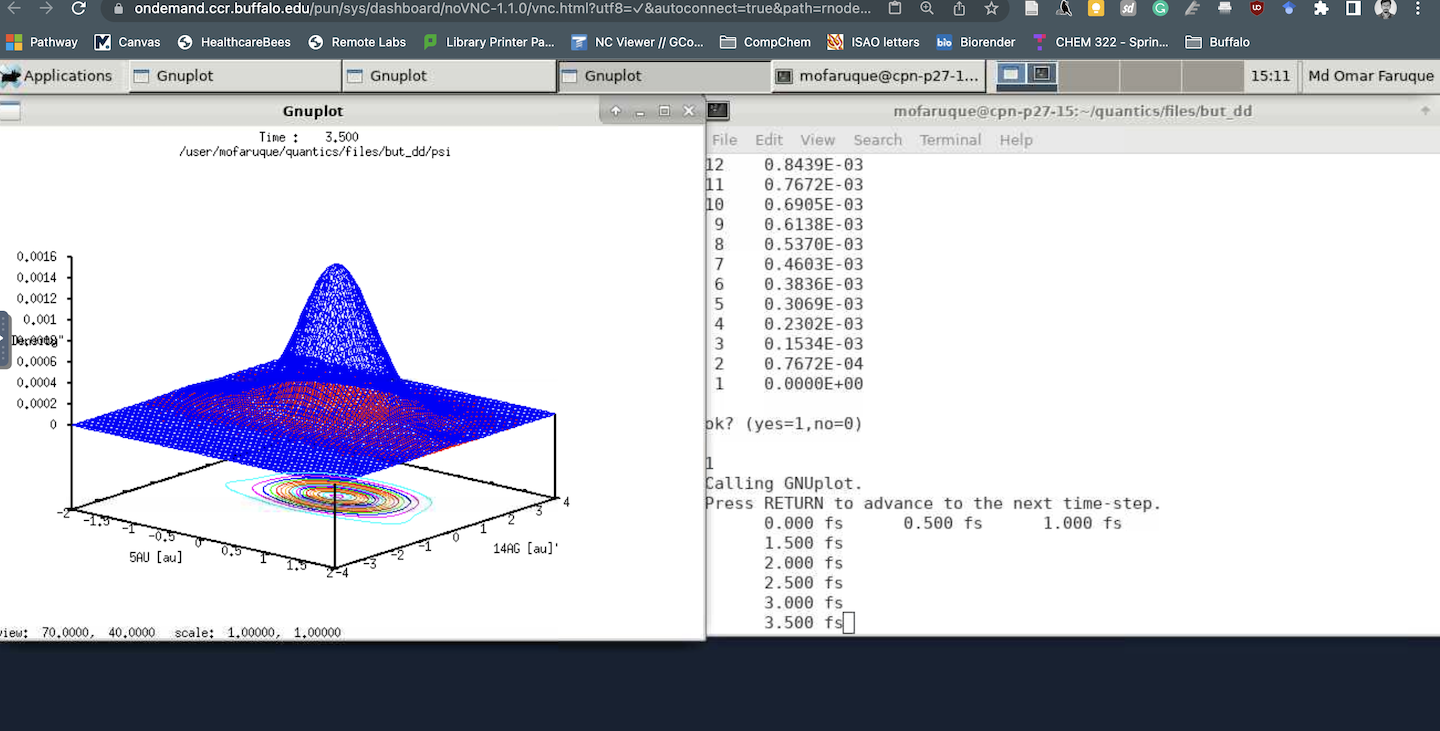 ondemand.ccr.buffalo.edu/pun/sys/dashboard/noVNC-1.1.0/vnc.html?utf8=✓&autoconnect=true&path=rnode...
Pathway Canvas HealthcareBees Remote Labs Library Printer Pa... NC Viewer // GCo... CompChem ISAO letters bio Biorender CHEM 322 - Sprin... Buffalo
Applications Gnuplot Gnuplot Gnuplot mofaruque@cpn-p27-1... 15:11 Md Omar Faruque
Gnuplot
Time : 3.500
/user/mofaruque/quantics/files/but_dd/psi
0.0016
0.0014
0.0012
0.001
0.0008
0.0006
0.0004
0.0002
0
Density"
-2 -1.5 -1 -0.5 0 0.5 1 1.5 2
5AU [au]
-4 -3 -2 -1 0 1 2 3 4
14AG [au]'
view: 70.0000, 40.0000 scale: 1.00000, 1.00000
mofaruque@cpn-p27-15:~/quantics/files/but_dd
File Edit View Search Terminal Help
12 0.8439E-03
11 0.7672E-03
10 0.6905E-03
9 0.6138E-03
8 0.5370E-03
7 0.4603E-03
6 0.3836E-03
5 0.3069E-03
4 0.2302E-03
3 0.1534E-03
2 0.7672E-04
1 0.0000E+00
ok? (yes=1,no=0)
1
Calling GNUplot.
Press RETURN to advance to the next time-step.
0.000 fs 0.500 fs 1.000 fs
1.500 fs
2.000 fs
2.500 fs
3.000 fs
3.500 fs